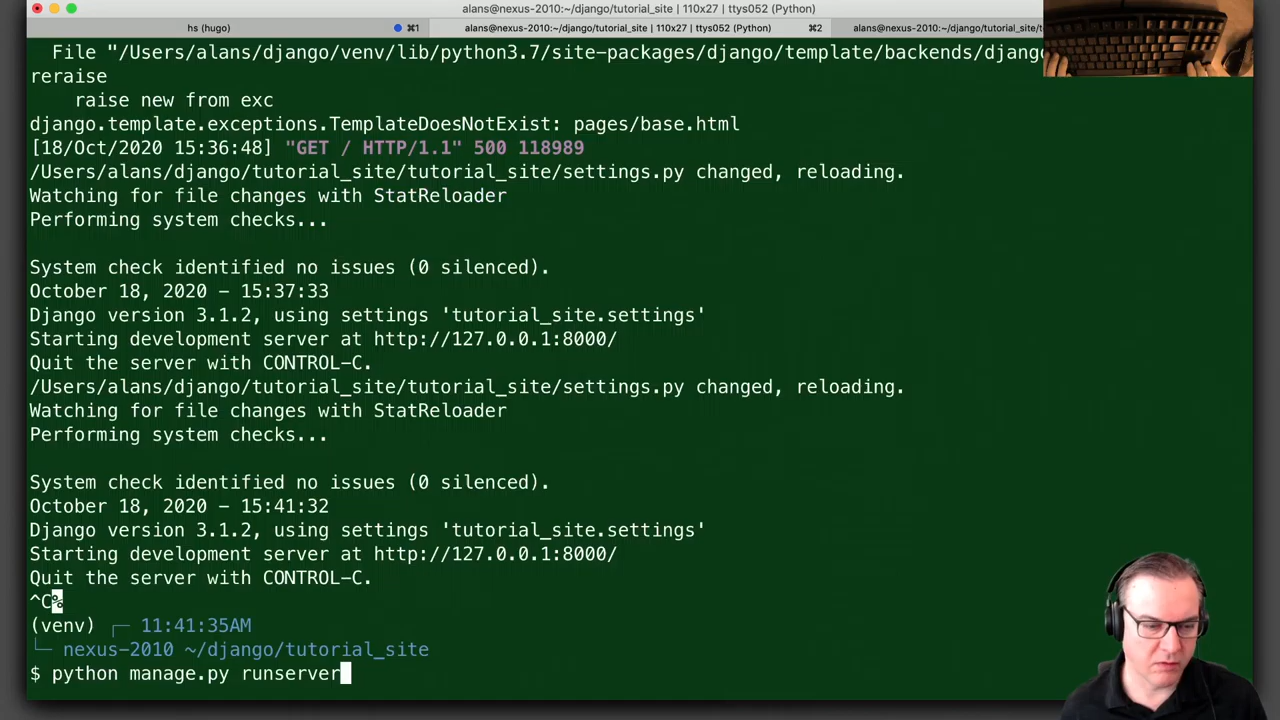 alans@nexus-2010:~/django/tutorial_site | 110x27 | ttys052 (Python)
hs (hugo) ⌘1 alans@nexus-2010:~/django/tutorial_site | 110x27 | ttys052 (Python) ⌘2 alans@nexus-2010:~/django/tutorial_site/te
File "/Users/alans/django/venv/lib/python3.7/site-packages/django/template/backends/djang
reraise
raise new from exc
django.template.exceptions.TemplateDoesNotExist: pages/base.html
[18/Oct/2020 15:36:48] "GET / HTTP/1.1" 500 118989
/Users/alans/django/tutorial_site/tutorial_site/settings.py changed, reloading.
Watching for file changes with StatReloader
Performing system checks...
System check identified no issues (0 silenced).
October 18, 2020 - 15:37:33
Django version 3.1.2, using settings 'tutorial_site.settings'
Starting development server at http://127.0.0.1:8000/
Quit the server with CONTROL-C.
/Users/alans/django/tutorial_site/tutorial_site/settings.py changed, reloading.
Watching for file changes with StatReloader
Performing system checks...
System check identified no issues (0 silenced).
October 18, 2020 - 15:41:32
Django version 3.1.2, using settings 'tutorial_site.settings'
Starting development server at http://127.0.0.1:8000/
Quit the server with CONTROL-C.
^C%
(venv) ┌─ 11:41:35AM
└─ nexus-2010 ~/django/tutorial_site
$ python manage.py runserver